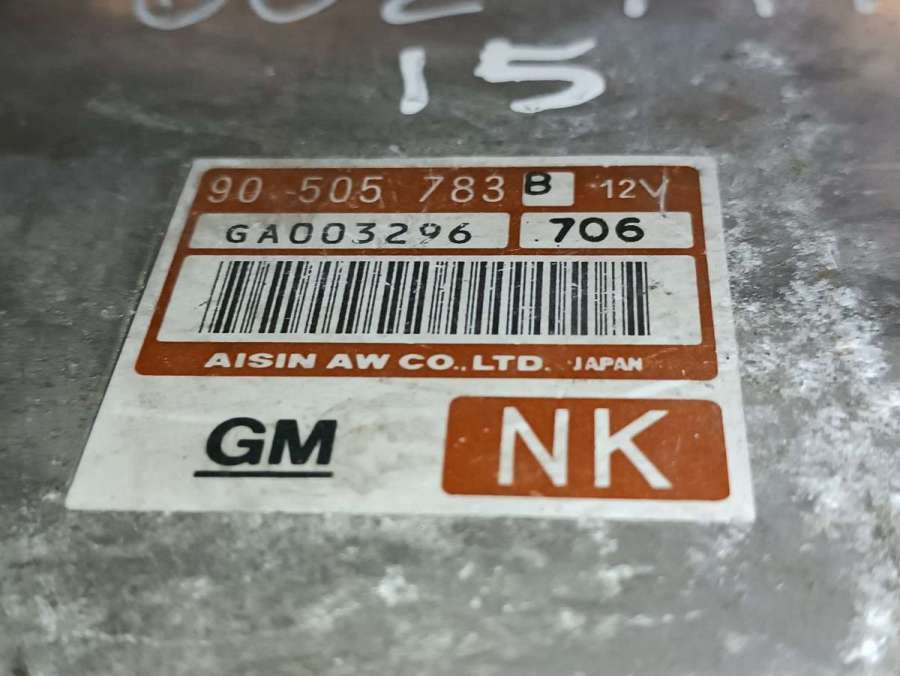 15
90 505 783 B 12V
GA003296 706
AISIN AW CO., LTD. JAPAN
GM NK